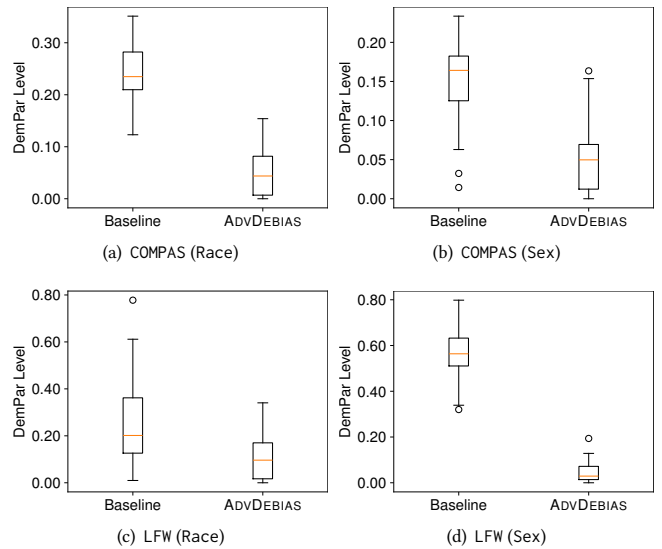 0.30
0.20
0.10
0.00
DemPar Level
Baseline
ADVDEBIAS
(a) COMPAS (Race)
0.20
0.15
0.10
0.05
0.00
DemPar Level
Baseline
ADVDEBIAS
(b) COMPAS (Sex)
0.80
0.60
0.40
0.20
0.00
DemPar Level
Baseline
ADVDEBIAS
(c) LFW (Race)
0.80
0.60
0.40
0.20
0.00
DemPar Level
Baseline
ADVDEBIAS
(d) LFW (Sex)